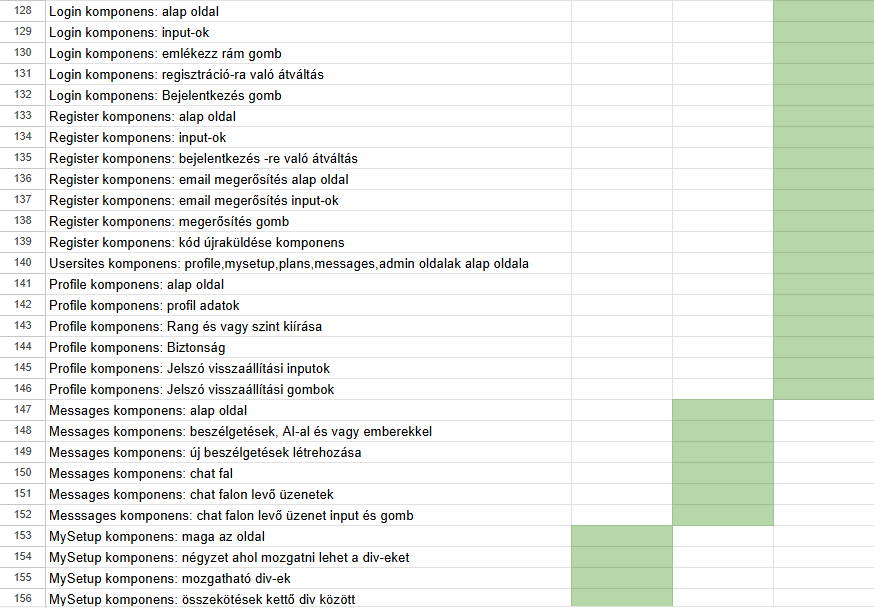 128 Login komponens: alap oldal
129 Login komponens: input-ok
130 Login komponens: emlékezz rám gomb
131 Login komponens: regisztráció-ra való átváltás
132 Login komponens: Bejelentkezés gomb
133 Register komponens: alap oldal
134 Register komponens: input-ok
135 Register komponens: bejelentkezés -re való átváltás
136 Register komponens: email megerősítés alap oldal
137 Register komponens: email megerősítés input-ok
138 Register komponens: megerősítés gomb
139 Register komponens: kód újraküldése komponens
140 Usersites komponens: profile,mysetup,plans,messages,admin oldalak alap oldala
141 Profile komponens: alap oldal
142 Profile komponens: profil adatok
143 Profile komponens: Rang és vagy szint kiírása
144 Profile komponens: Biztonság
145 Profile komponens: Jelszó visszaállítási inputok
146 Profile komponens: Jelszó visszaállítási gombok
147 Messages komponens: alap oldal
148 Messages komponens: beszélgetések, AI-al és vagy emberekkel
149 Messages komponens: új beszélgetések létrehozása
150 Messages komponens: chat fal
151 Messages komponens: chat falon levő üzenetek
152 Messsages komponens: chat falon levő üzenet input és gomb
153 MySetup komponens: maga az oldal
154 MySetup komponens: négyzet ahol mozgatni lehet a div-eket
155 MySetup komponens: mozgatható div-ek
156 MySetup komponens: összekötések kettő div között